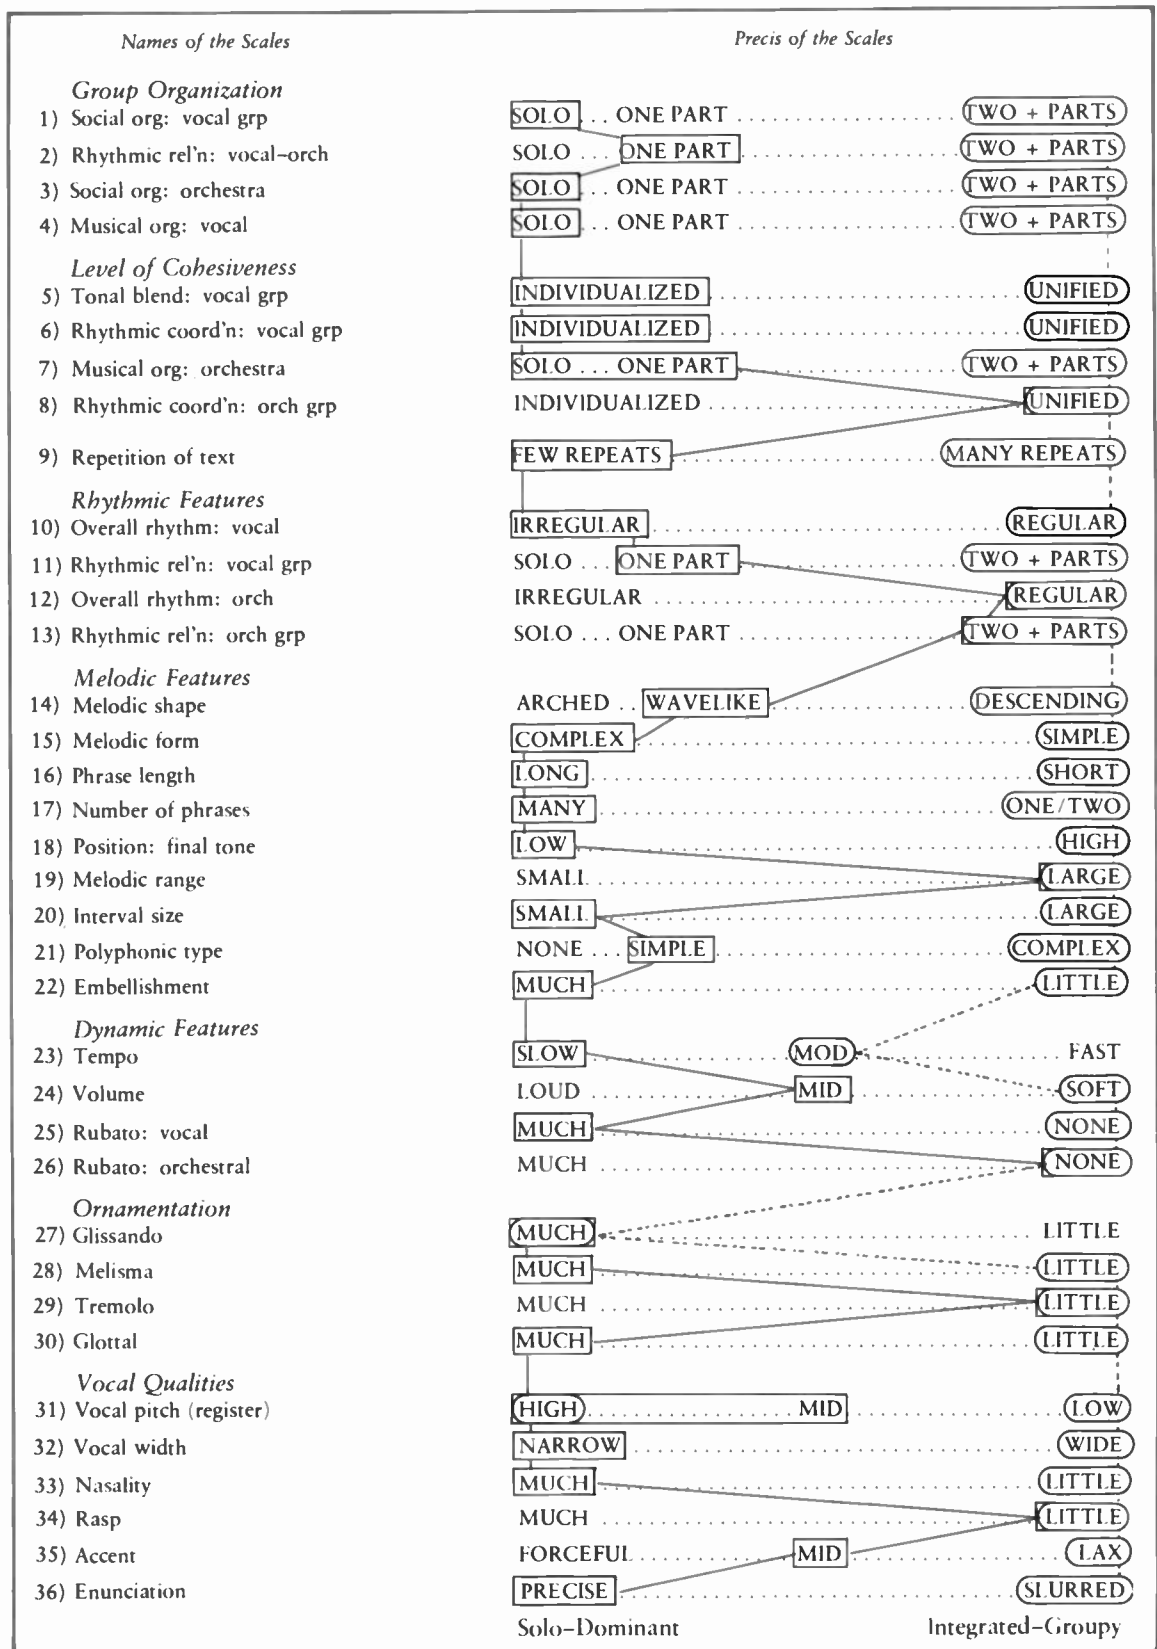 Names of the Scales Precis of the Scales
Group Organization
1) Social org: vocal grp SOLO ... ONE PART ... TWO + PARTS
2) Rhythmic rel'n: vocal-orch SOLO ... ONE PART ... TWO + PARTS
3) Social org: orchestra SOLO ... ONE PART ... TWO + PARTS
4) Musical org: vocal SOLO ... ONE PART ... TWO + PARTS
Level of Cohesiveness
5) Tonal blend: vocal grp INDIVIDUALIZED ... UNIFIED
6) Rhythmic coord'n: vocal grp INDIVIDUALIZED ... UNIFIED
7) Musical org: orchestra SOLO ... ONE PART ... TWO + PARTS
8) Rhythmic coord'n: orch grp INDIVIDUALIZED ... UNIFIED
9) Repetition of text FEW REPEATS ... MANY REPEATS
Rhythmic Features
10) Overall rhythm: vocal IRREGULAR ... REGULAR
11) Rhythmic rel'n: vocal grp SOLO ... ONE PART ... TWO + PARTS
12) Overall rhythm: orch IRREGULAR ... REGULAR
13) Rhythmic rel'n: orch grp SOLO ... ONE PART ... TWO + PARTS
Melodic Features
14) Melodic shape ARCHED .. WAVELIKE ... DESCENDING
15) Melodic form COMPLEX ... SIMPLE
16) Phrase length LONG ... SHORT
17) Number of phrases MANY ... ONE/TWO
18) Position: final tone LOW ... HIGH
19) Melodic range SMALL ... LARGE
20) Interval size SMALL ... LARGE
21) Polyphonic type NONE ... SIMPLE ... COMPLEX
22) Embellishment MUCH ... LITTLE
Dynamic Features
23) Tempo SLOW ... MOD ... FAST
24) Volume LOUD ... MID ... SOFT
25) Rubato: vocal MUCH ... NONE
26) Rubato: orchestral MUCH ... NONE
Ornamentation
27) Glissando MUCH ... LITTLE
28) Melisma MUCH ... LITTLE
29) Tremolo MUCH ... LITTLE
30) Glottal MUCH ... LITTLE
Vocal Qualities
31) Vocal pitch (register) HIGH ... MID ... LOW
32) Vocal width NARROW ... WIDE
33) Nasality MUCH ... LITTLE
34) Rasp MUCH ... LITTLE
35) Accent FORCEFUL ... MID ... LAX
36) Enunciation PRECISE ... SLURRED
Solo-Dominant Integrated-Groupy